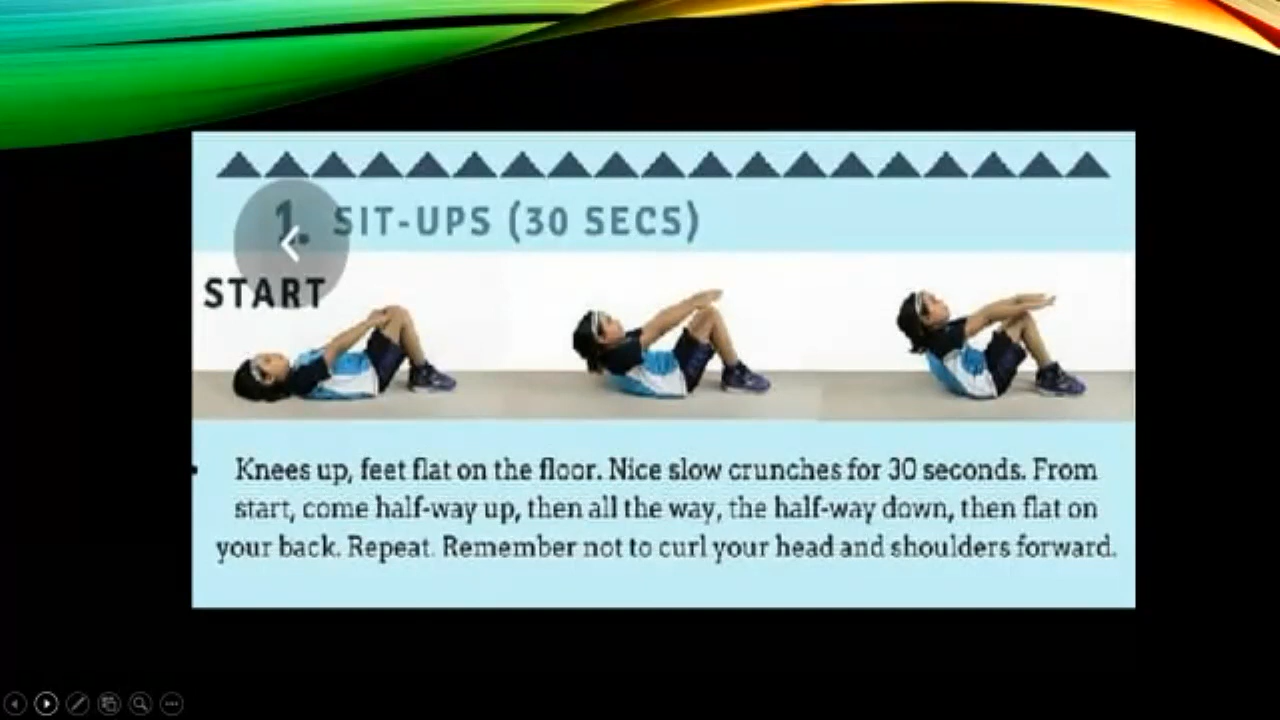 1. SIT-UPS (30 SECS)
START
Knees up, feet flat on the floor. Nice slow crunches for 30 seconds. From
start, come half-way up, then all the way, the half-way down, then flat on
your back. Repeat. Remember not to curl your head and shoulders forward.